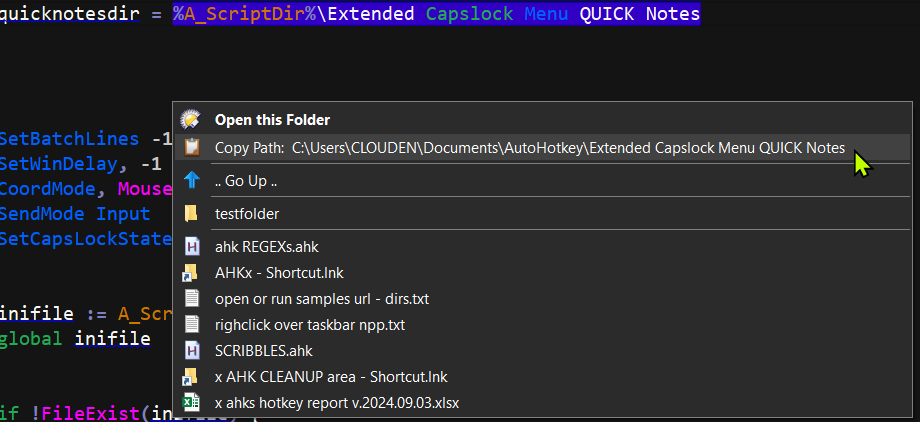 quicknotesdir = %A_ScriptDir%\Extended Capslock Menu QUICK Notes
Open this Folder
SetBatchLines -1
Copy Path:  C:\Users\CLOUDEN\Documents\AutoHotkey\Extended Capslock Menu QUICK Notes
SetWinDelay, -1
.. Go Up ..
CoordMode, Mouse
SendMode Input
testfolder
SetCapsLockState
ahk REGEXs.ahk
AHKx - Shortcut.lnk
open or run samples url - dirs.txt
inifile := A_Scr
righclick over taskbar npp.txt
global inifile
SCRIBBLES.ahk
x AHK CLEANUP area - Shortcut.lnk
x ahks hotkey report v.2024.09.03.xlsx
if !FileExist(inifile) {